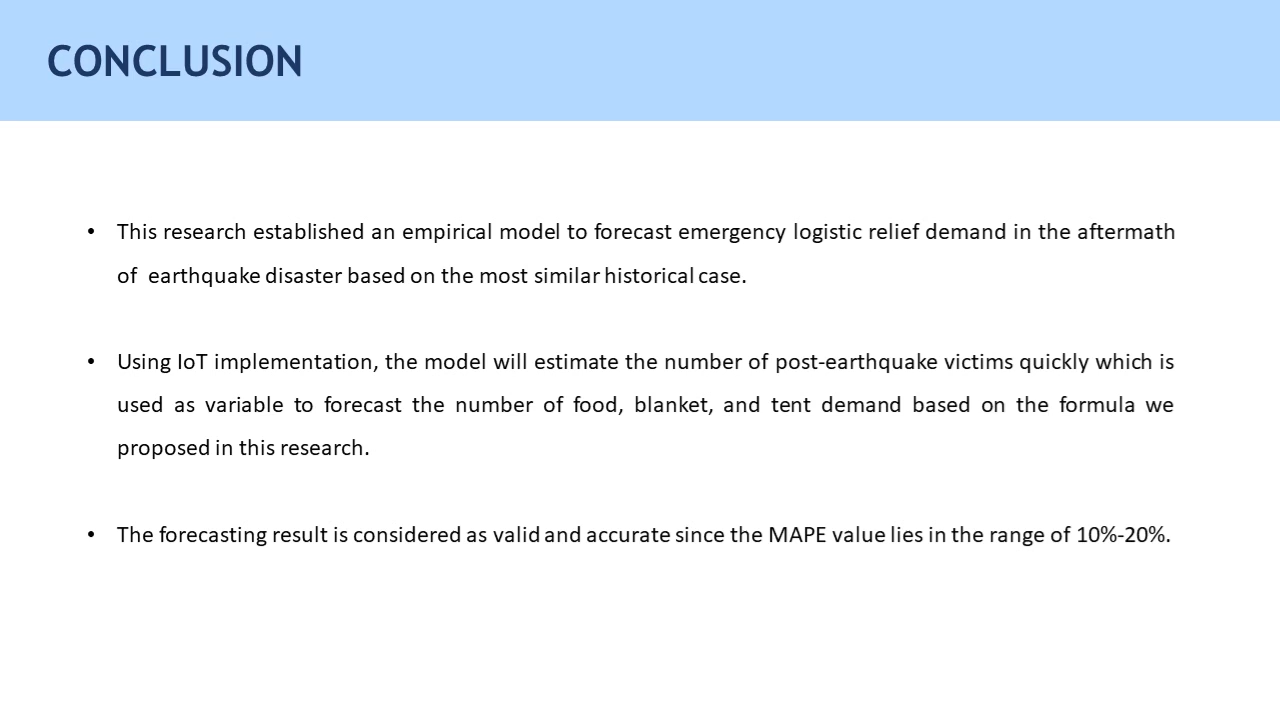 CONCLUSION
• This research established an empirical model to forecast emergency logistic relief demand in the aftermath
of  earthquake disaster based on the most similar historical case.
• Using IoT implementation, the model will estimate the number of post-earthquake victims quickly which is
used as variable to forecast the number of food, blanket, and tent demand based on the formula we
proposed in this research.
• The forecasting result is considered as valid and accurate since the MAPE value lies in the range of 10%-20%.